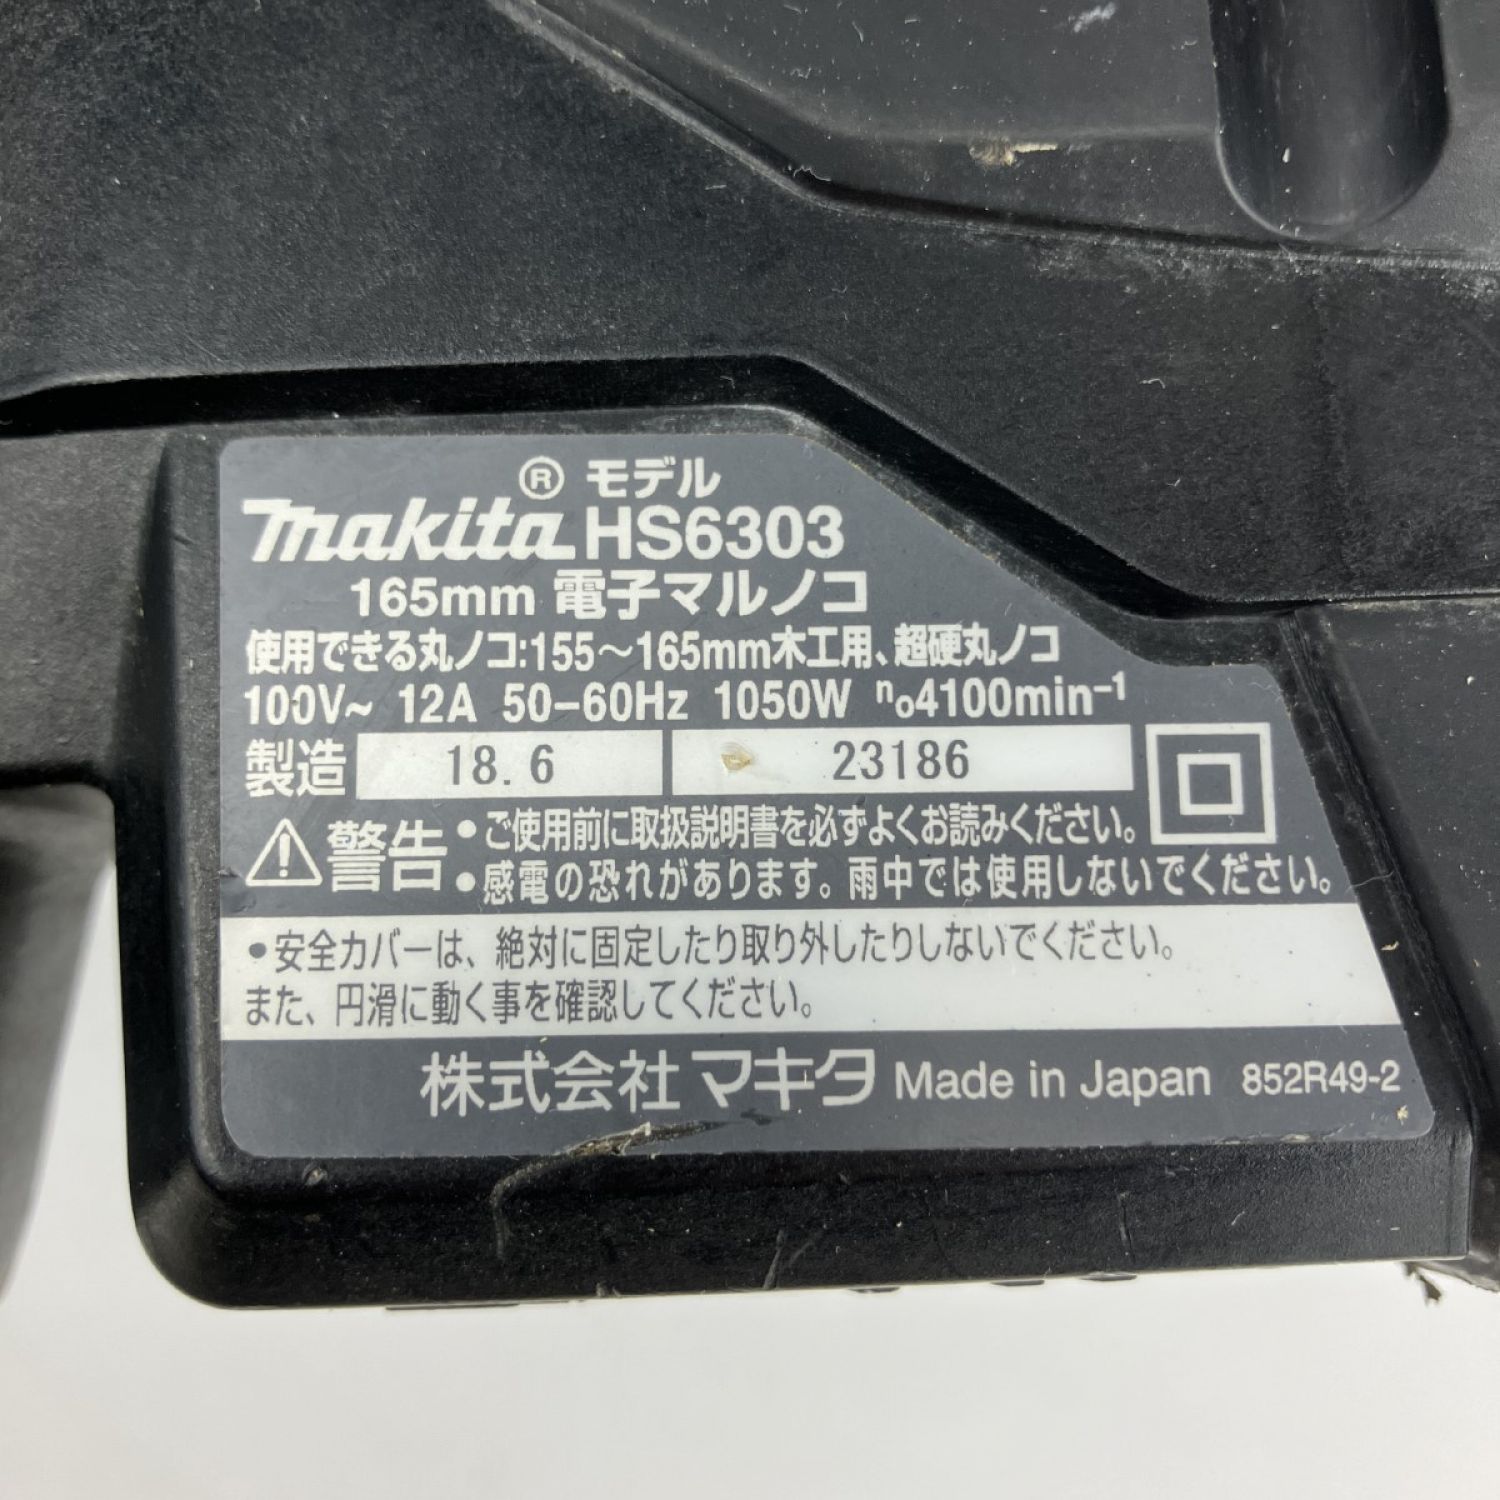 ® モデル
makita HS6303
165mm 電子マルノコ
使用できる丸ノコ:155～165mm木工用、超硬丸ノコ
100V~ 12A 50-60Hz 1050W n₀4100min⁻¹
製造 18.6 23186
警告 •ご使用前に取扱説明書を必ずよくお読みください。
•感電の恐れがあります。雨中では使用しないでください。
•安全カバーは、絶対に固定したり取り外したりしないでください。
また、円滑に動く事を確認してください。
株式会社マキタ Made in Japan 852R49-2